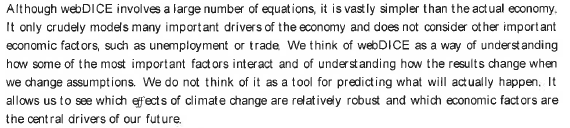 Although webDICE involves a large number of equations, it is vastly simpler than the actual economy.
It only crudely models many important drivers of the economy and does not consider other important
economic factors, such as unemployment or trade. We think of webDICE as a way of understanding
how some of the most important factors interact and of understanding how the results change when
we change assumptions. We do not think of it as a tool for predicting what will actually happen. It
allows us to see which effects of climate change are relatively robust and which economic factors are
the central drivers of our future.